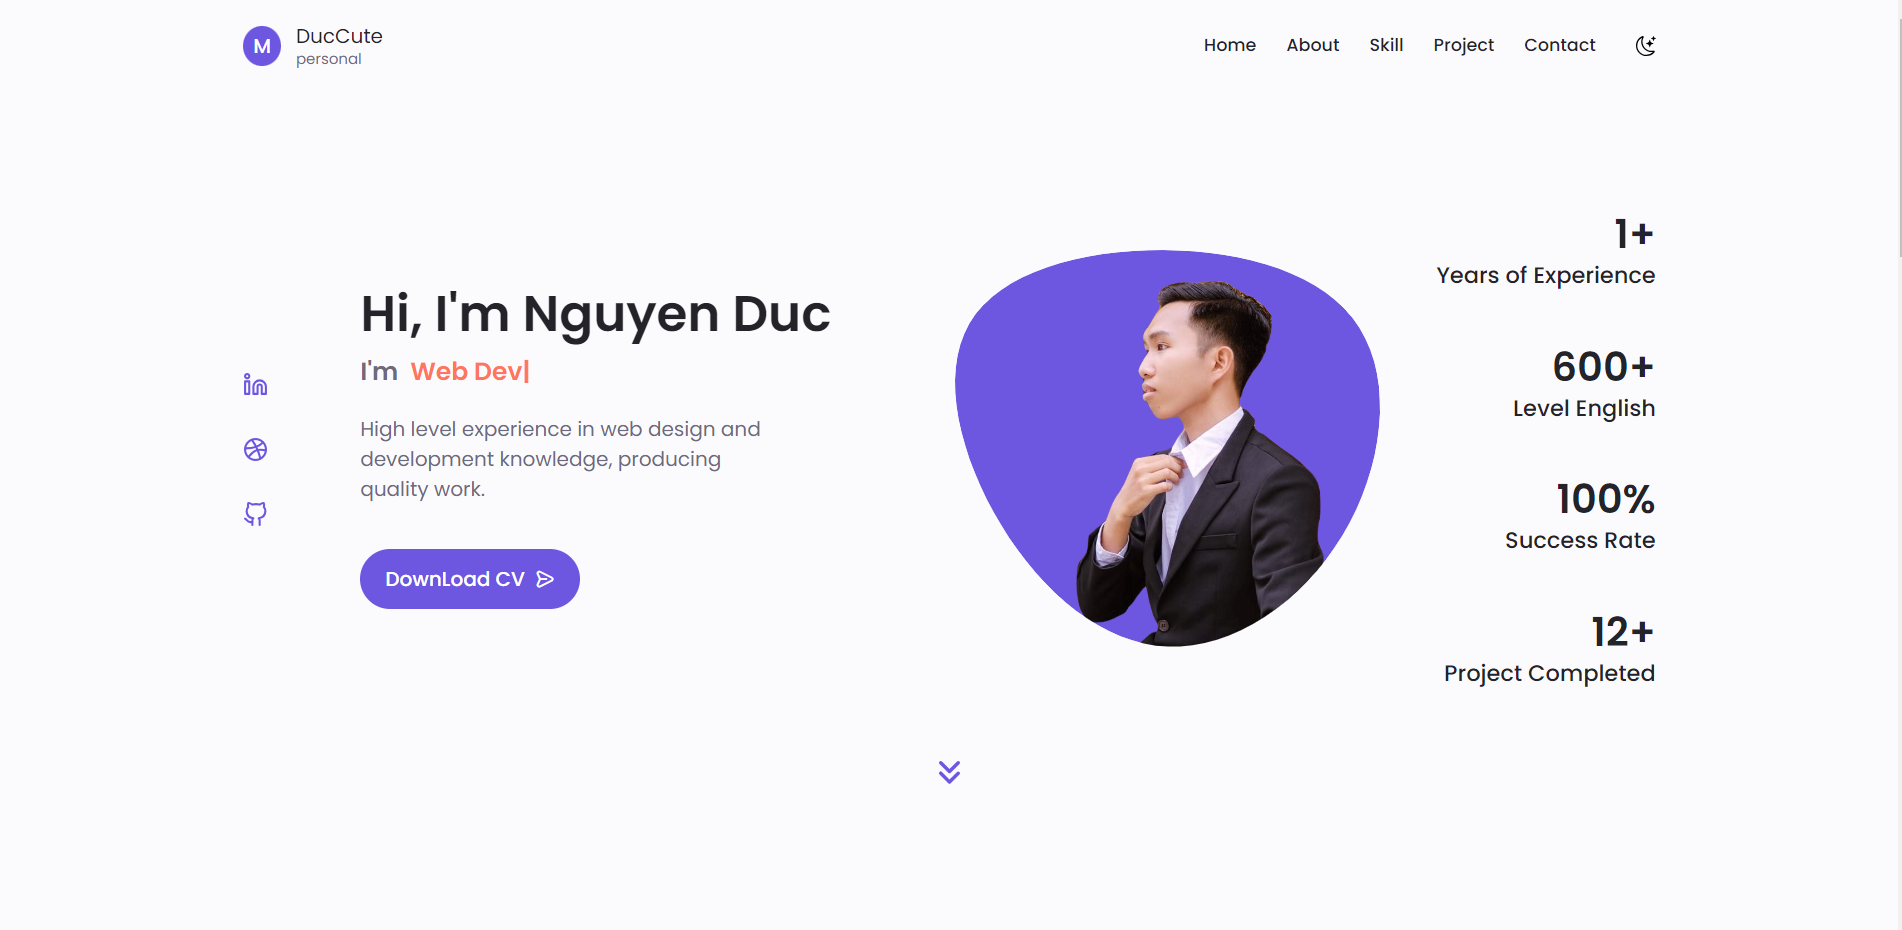 M
DucCute
personal
Home About Skill Project Contact
Hi, I'm Nguyen Duc
I'm Web Dev|
High level experience in web design and
development knowledge, producing
quality work.
DownLoad CV
1+
Years of Experience
600+
Level English
100%
Success Rate
12+
Project Completed